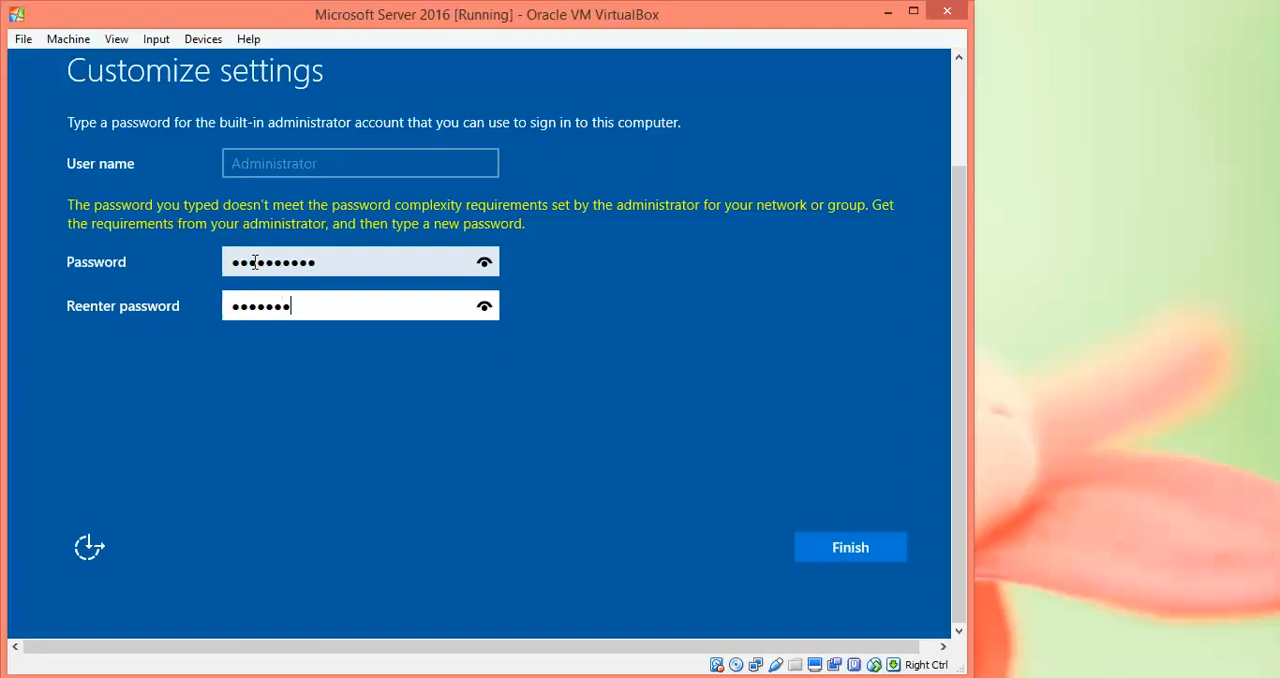 Microsoft Server 2016 [Running] - Oracle VM VirtualBox
File Machine View Input Devices Help
Customize settings
Type a password for the built-in administrator account that you can use to sign in to this computer.
User name Administrator
The password you typed doesn't meet the password complexity requirements set by the administrator for your network or group. Get
the requirements from your administrator, and then type a new password.
Password ••••••••••
Reenter password •••••••
Finish
Right Ctrl